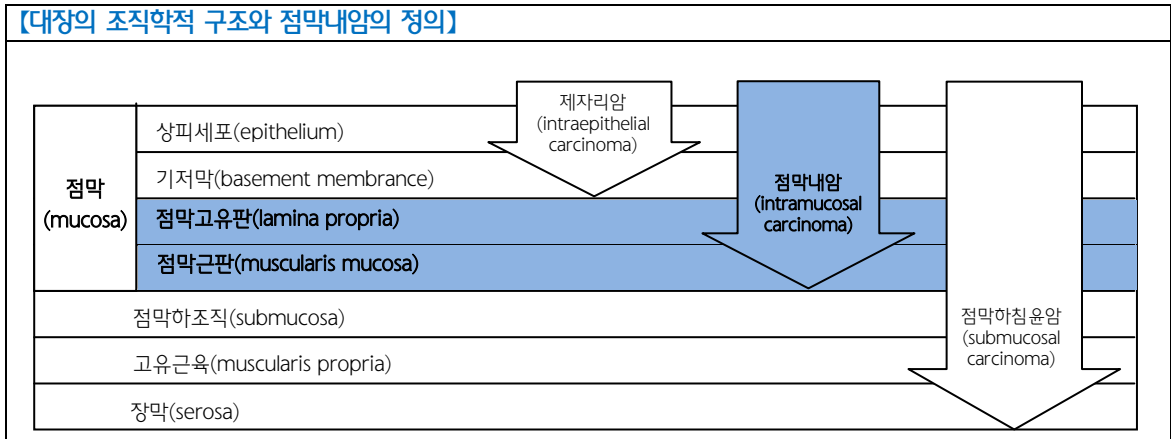 【대장의 조직학적 구조와 점막내암의 정의】
점막
(mucosa)
상피세포(epithelium)
기저막(basement membrance)
점막고유판(lamina propria)
점막근판(muscularis mucosa)
점막하조직(submucosa)
고유근육(muscularis propria)
장막(serosa)
제자리암
(intraepithelial
carcinoma)
점막내암
(intramucosal
carcinoma)
점막하침윤암
(submucosal
carcinoma)